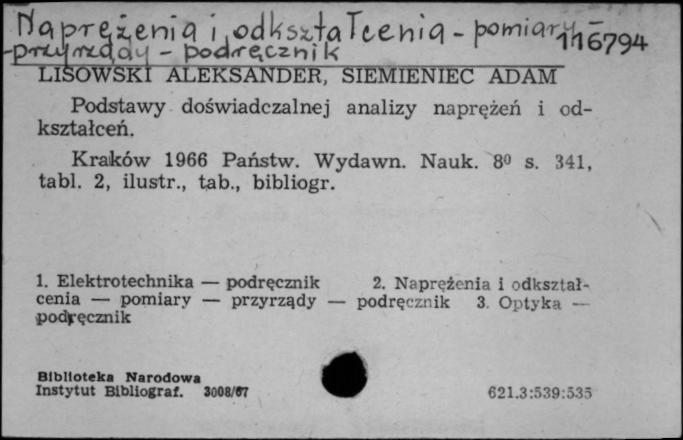 Naprężenia i odkształcenia - pomiary -
116794
- przyrządy - podręcznik
LISOWSKI ALEKSANDER, SIEMIENIEC ADAM
Podstawy doświadczalnej analizy naprężeń i od-
kształceń.
Kraków 1966 Państw. Wydawn. Nauk. 8⁰ s. 341,
tabl. 2, ilustr., tab., bibliogr.
1. Elektrotechnika — podręcznik 2. Naprężenia i odkształ-
cenia — pomiary — przyrządy — podręcznik 3. Optyka —
podręcznik
Biblioteka Narodowa
Instytut Bibliograf. 3008/67
621.3:539:535